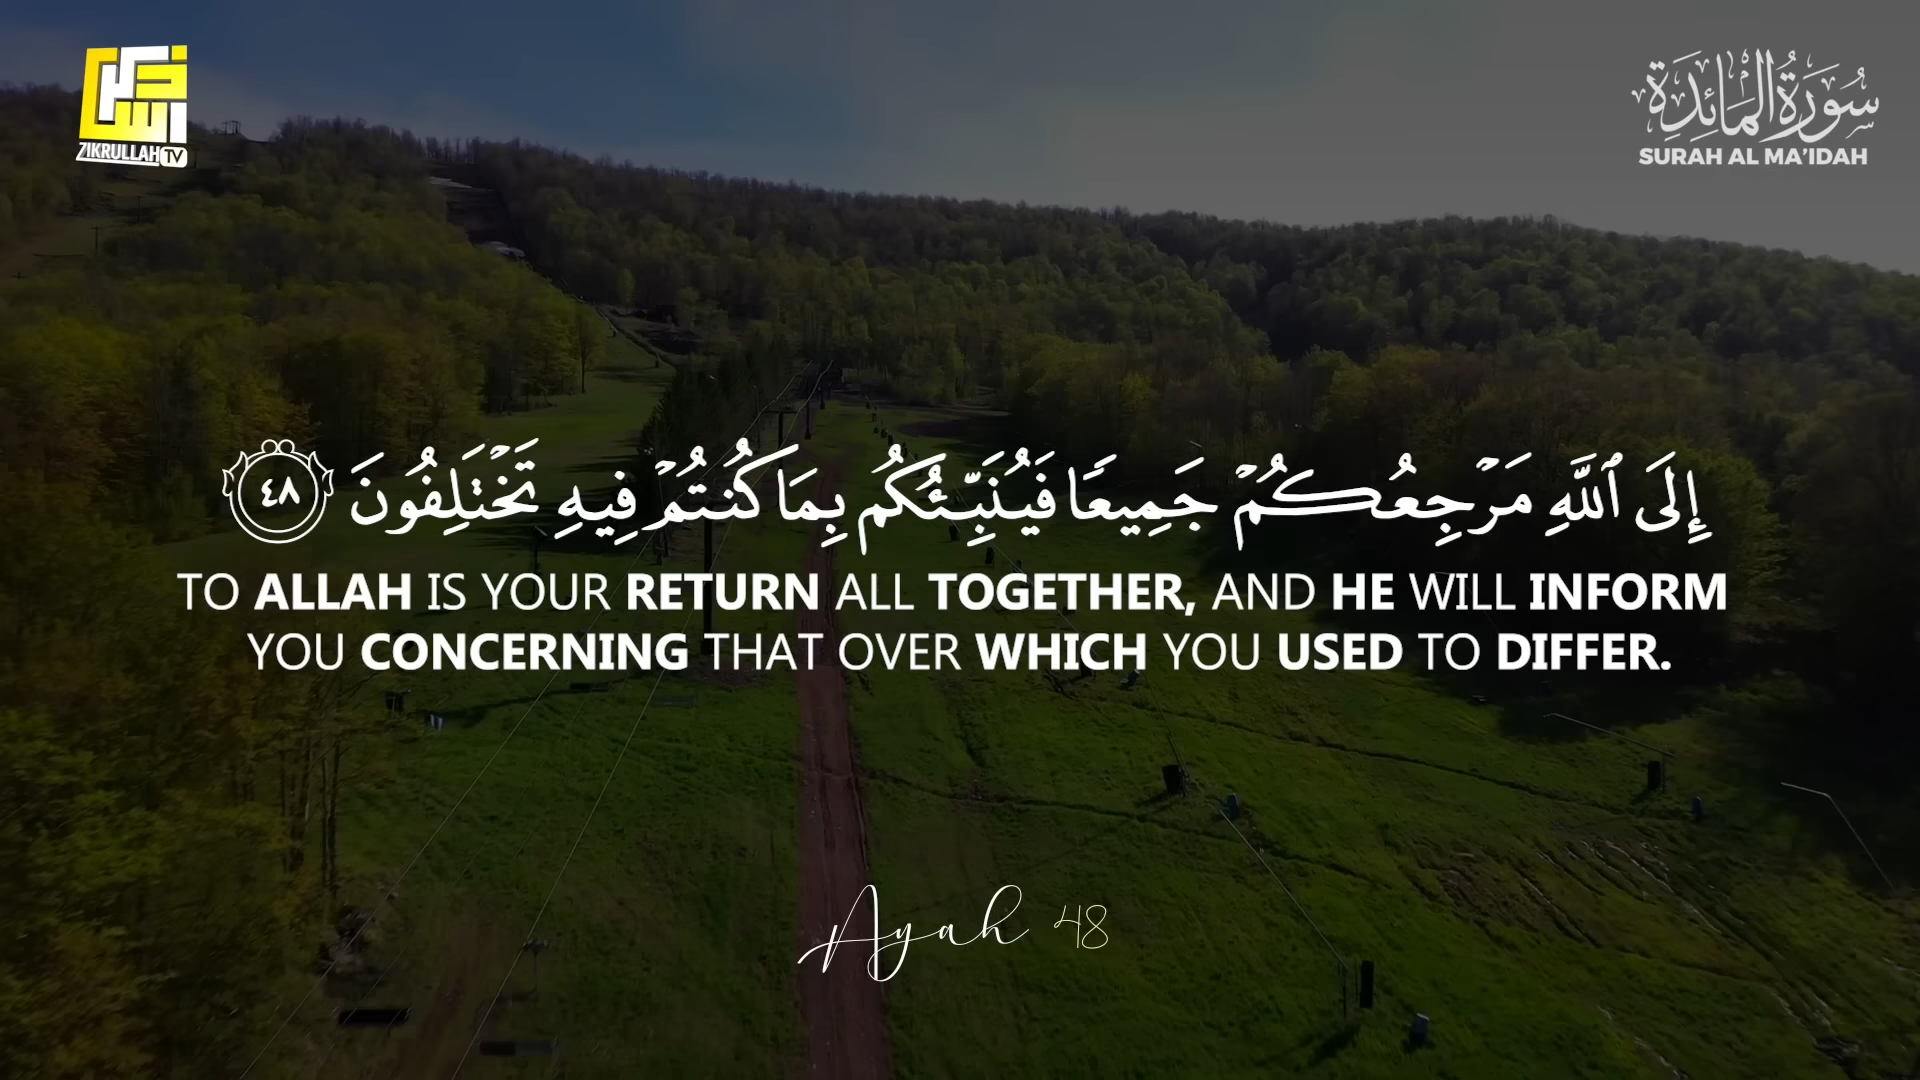 ZIKRULLAH TV
سُورَةُ المَائِدَة
SURAH AL MA'IDAH
إِلَى ٱللَّهِ مَرْجِعُكُمْ جَمِيعًا فَيُنَبِّئُكُم بِمَا كُنتُمْ فِيهِ تَخْتَلِفُونَ ٤٨
TO ALLAH IS YOUR RETURN ALL TOGETHER, AND HE WILL INFORM
YOU CONCERNING THAT OVER WHICH YOU USED TO DIFFER.
Ayah 48